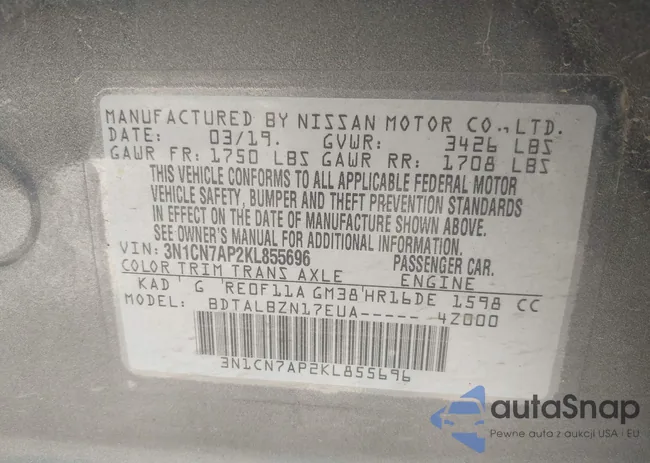 MANUFACTURED BY NISSAN MOTOR CO., LTD.
DATE: 03/19. GVWR: 3426 LBS
GAWR FR: 1750 LBS GAWR RR: 1708 LBS
THIS VEHICLE CONFORMS TO ALL APPLICABLE FEDERAL MOTOR
VEHICLE SAFETY, BUMPER AND THEFT PREVENTION STANDARDS
IN EFFECT ON THE DATE OF MANUFACTURE SHOWN ABOVE.
SEE OWNER'S MANUAL FOR ADDITIONAL INFORMATION.
VIN: 3N1CN7AP2KL855696 PASSENGER CAR.
COLOR TRIM TRANS AXLE ENGINE
KAD ' G 'RE0F11A GM38'HR16DE 1598 CC
MODEL: BDTALBZN17EUA----- 4Z000
3N1CN7AP2KL855696
autaSnap
Pewne auta z aukcji USA - EU